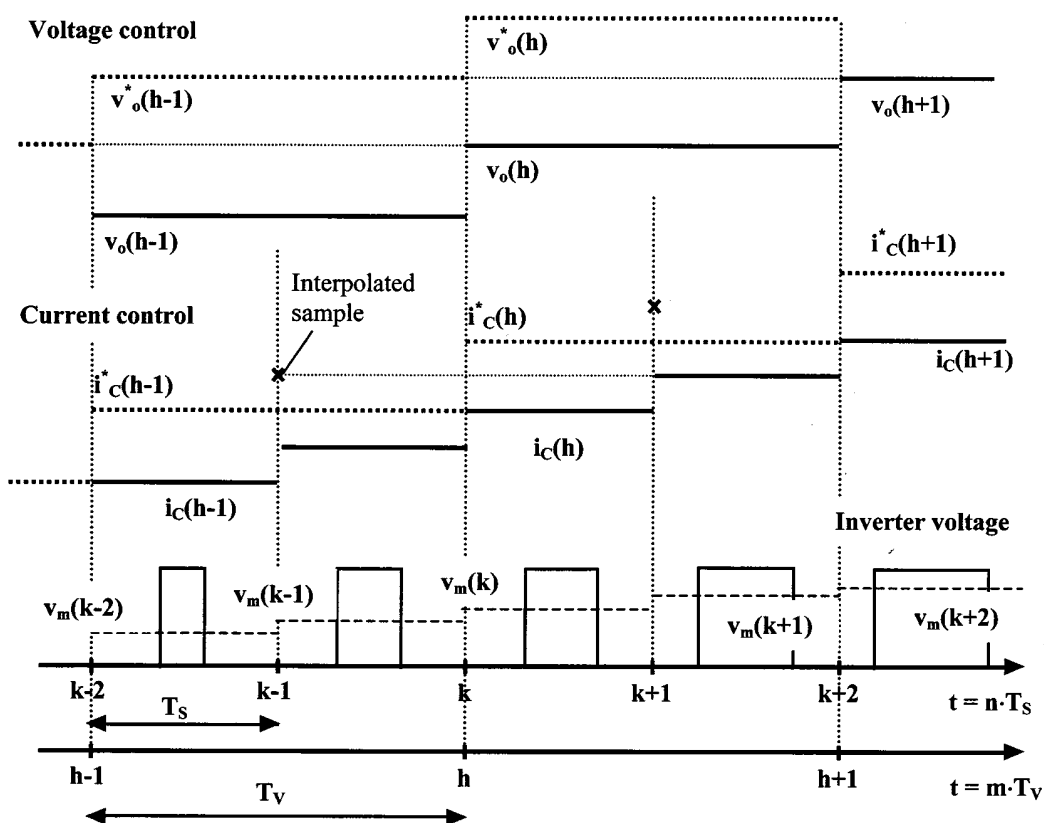 Voltage control
v*o(h)
v*o(h-1)
vo(h+1)
vo(h)
vo(h-1)
i*C(h+1)
Interpolated
sample
Current control
i*C(h)
iC(h+1)
i*C(h-1)
iC(h)
iC(h-1)
Inverter voltage
vm(k-2)
vm(k-1)
vm(k)
vm(k+1)
vm(k+2)
k-2
k-1
k
k+1
k+2
TS
t = n·TS
h-1
h
h+1
TV
t = m·TV